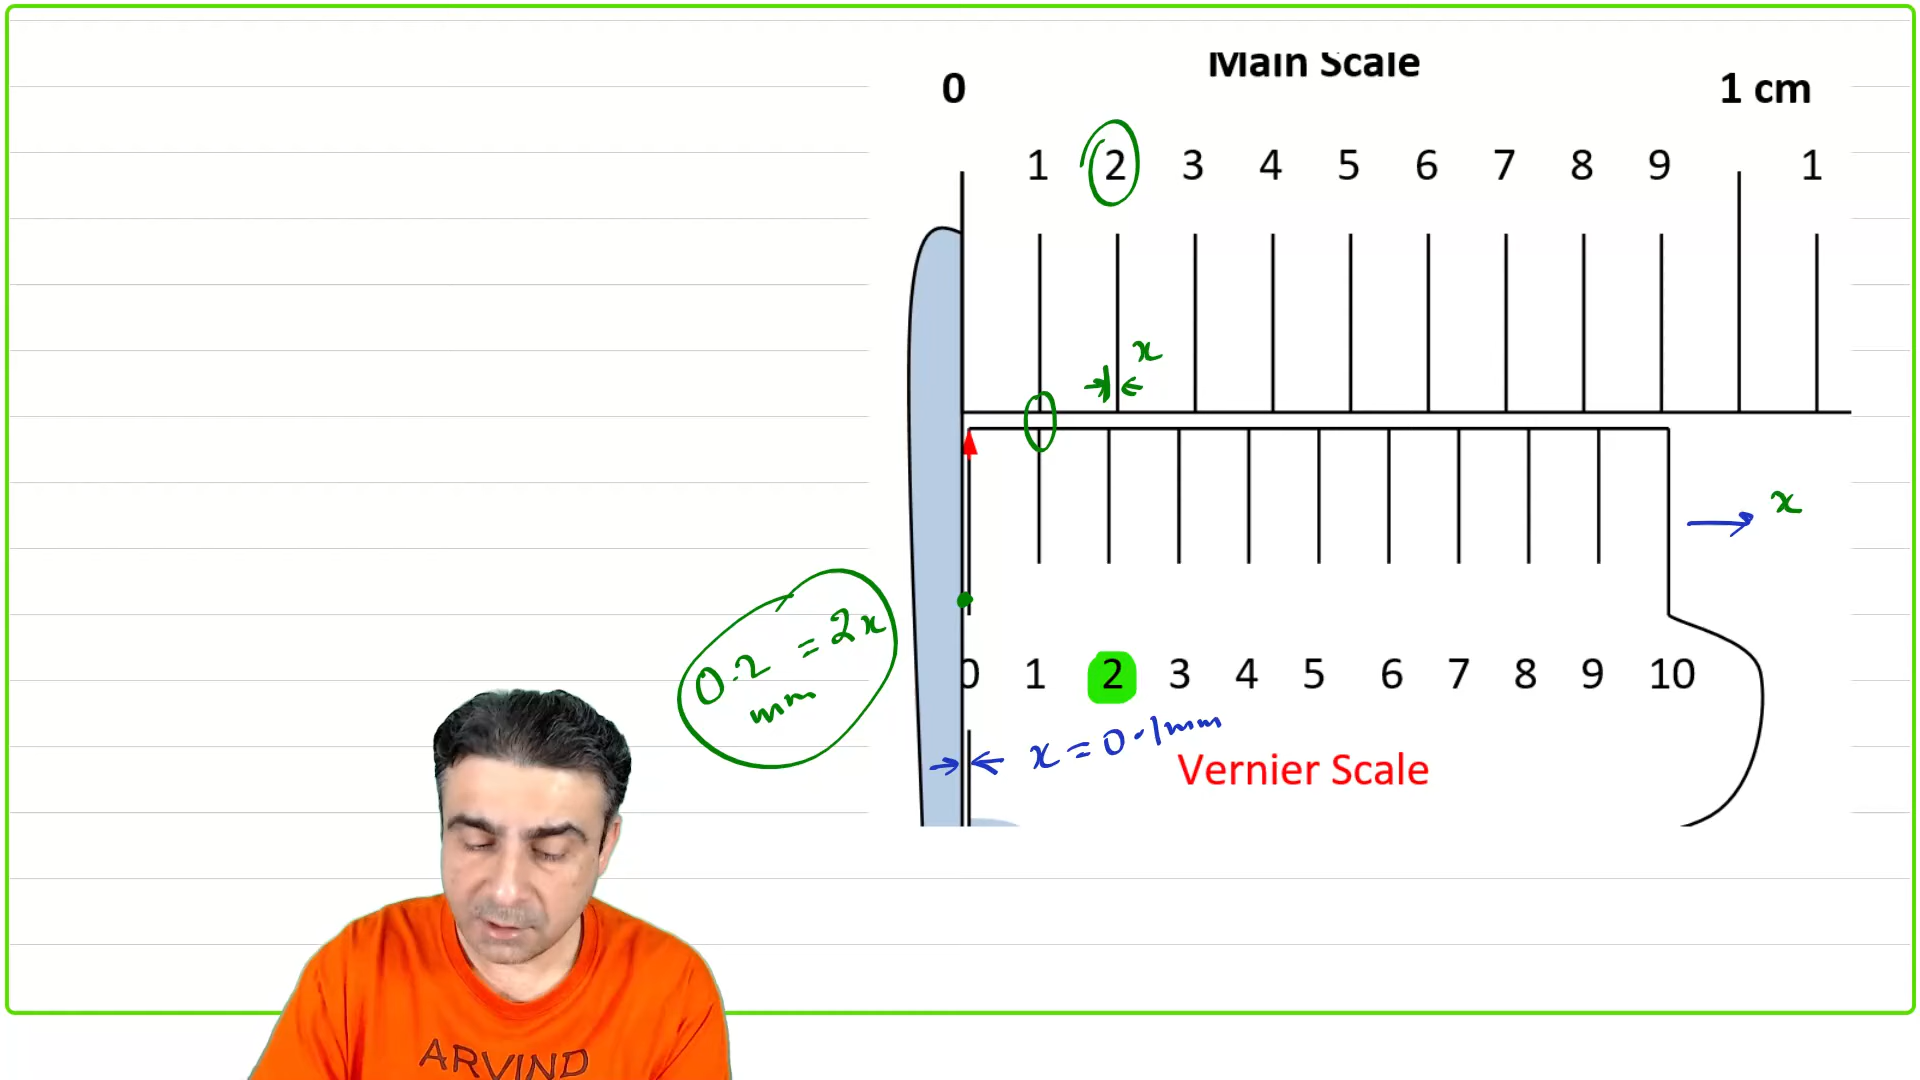 Main Scale
0 1 cm
1 2 3 4 5 6 7 8 9 1
x
x
0.2 = 2x
mm
0 1 2 3 4 5 6 7 8 9 10
x = 0.1mm
Vernier Scale
ARVIND